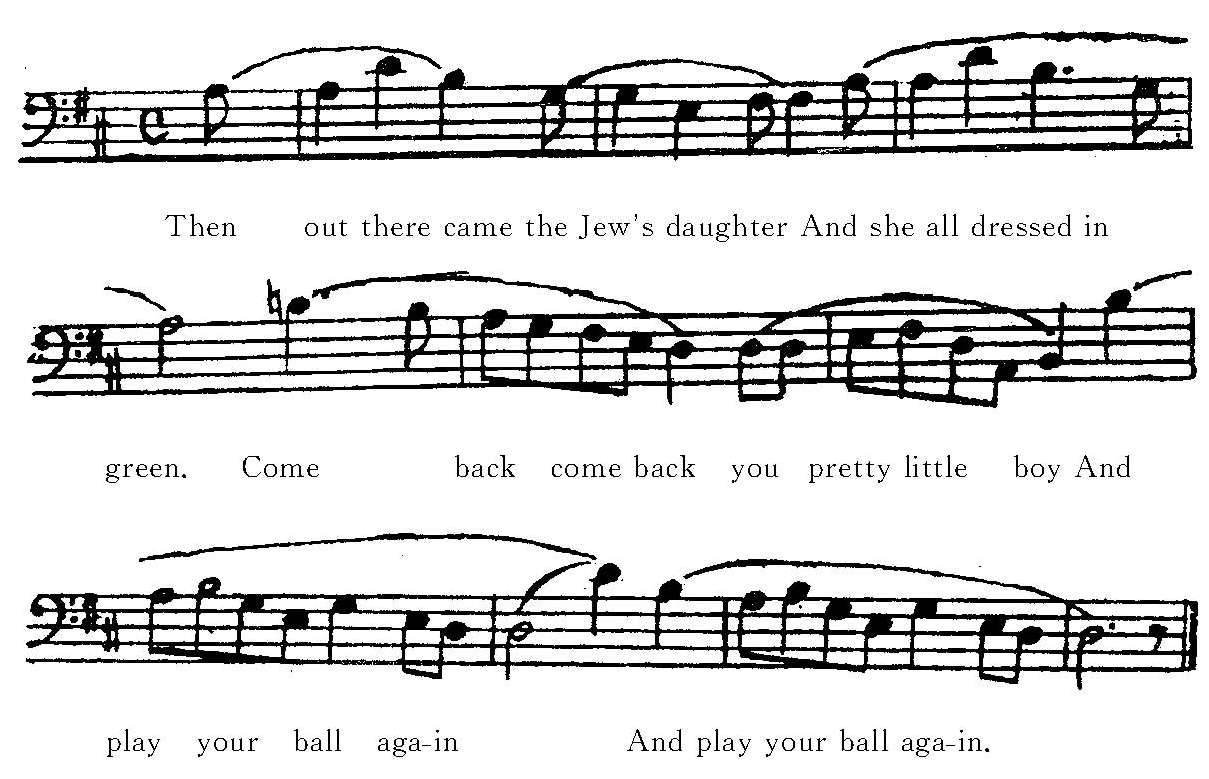 Then out there came the Jew's daughter And she all dressed in
green. Come back come back you pretty little boy And
play your ball aga-in And play your ball aga-in.